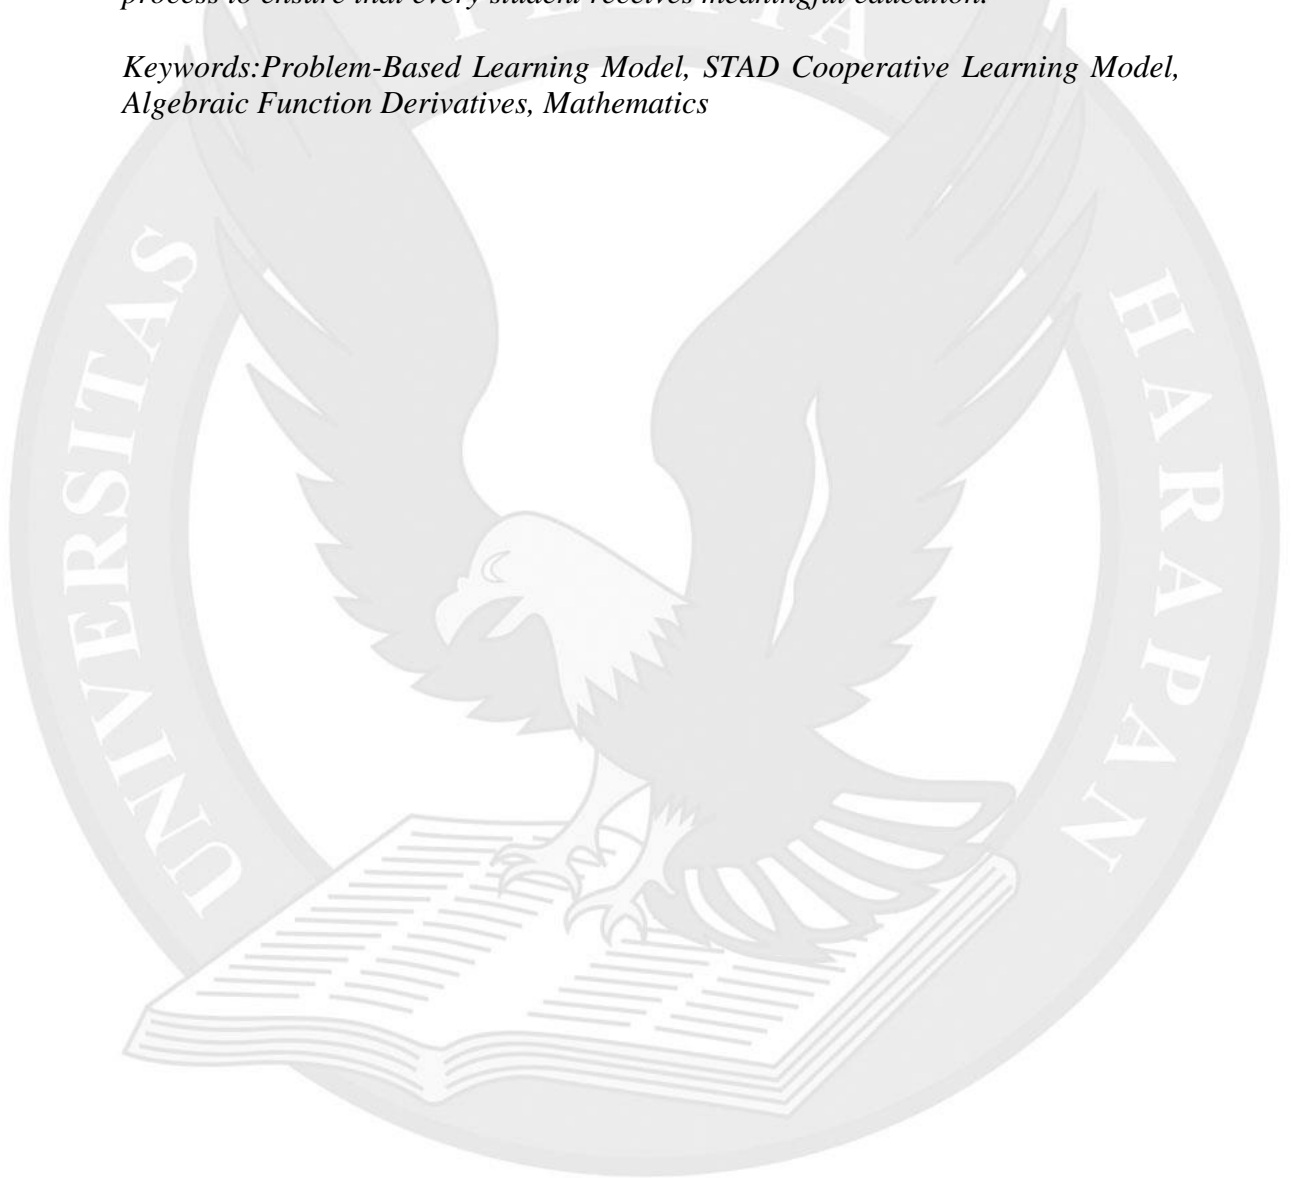 process to ensure that every student receives meaningful education.
Keywords:Problem-Based Learning Model, STAD Cooperative Learning Model,
Algebraic Function Derivatives, Mathematics
UNIVERSITAS PELITA HARAPAN